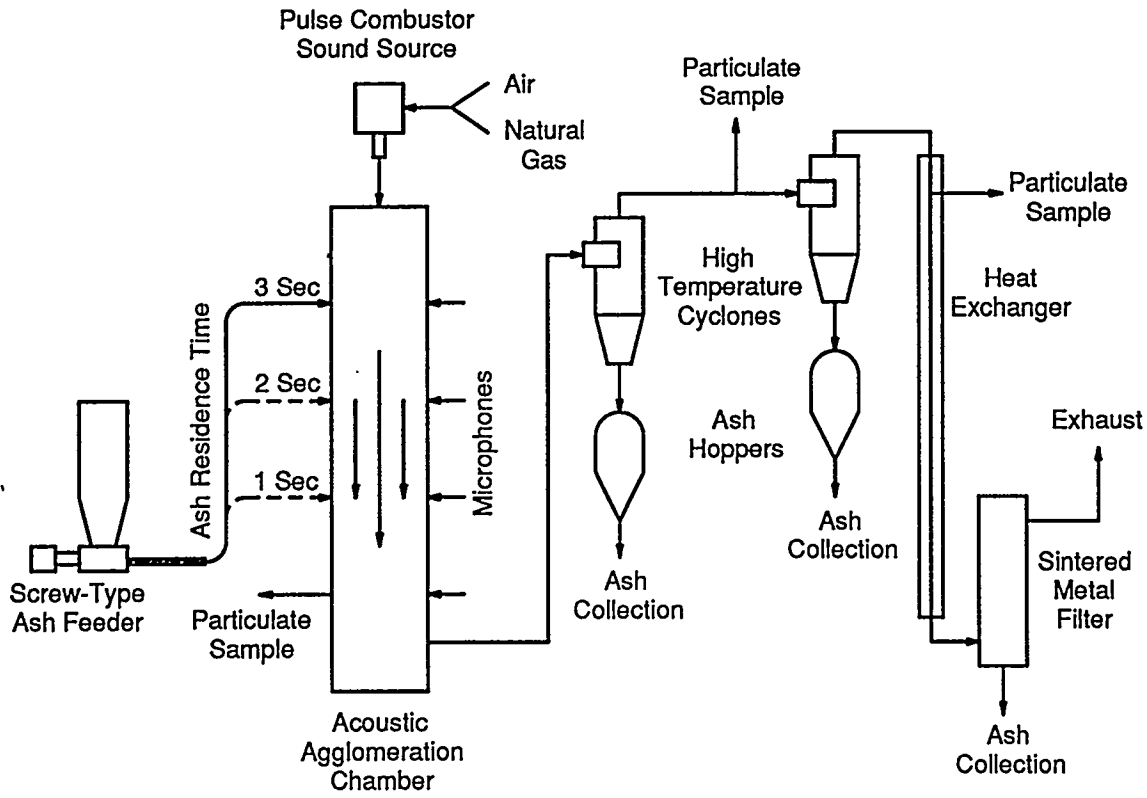 Pulse Combustor
Sound Source
Air
Natural
Gas
Particulate
Sample
Particulate
Sample
3 Sec
2 Sec
1 Sec
Ash Residence Time
Microphones
High
Temperature
Cyclones
Heat
Exchanger
Ash
Hoppers
Exhaust
Ash
Collection
Ash
Collection
Sintered
Metal
Filter
Screw-Type
Ash Feeder
Particulate
Sample
Acoustic
Agglomeration
Chamber
Ash
Collection